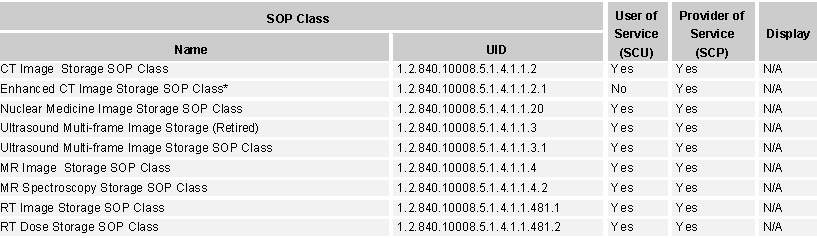 SOP Class User of Service (SCU) Provider of Service (SCP) Display
Name UID
CT Image Storage SOP Class 1.2.840.10008.5.1.4.1.1.2 Yes Yes N/A
Enhanced CT Image Storage SOP Class* 1.2.840.10008.5.1.4.1.1.2.1 No Yes N/A
Nuclear Medicine Image Storage SOP Class 1.2.840.10008.5.1.4.1.1.20 Yes Yes N/A
Ultrasound Multi-frame Image Storage (Retired) 1.2.840.10008.5.1.4.1.1.3 Yes Yes N/A
Ultrasound Multi-frame Image Storage SOP Class 1.2.840.10008.5.1.4.1.1.3.1 Yes Yes N/A
MR Image Storage SOP Class 1.2.840.10008.5.1.4.1.1.4 Yes Yes N/A
MR Spectroscopy Storage SOP Class 1.2.840.10008.5.1.4.1.1.4.2 Yes Yes N/A
RT Image Storage SOP Class 1.2.840.10008.5.1.4.1.1.481.1 Yes Yes N/A
RT Dose Storage SOP Class 1.2.840.10008.5.1.4.1.1.481.2 Yes Yes N/A